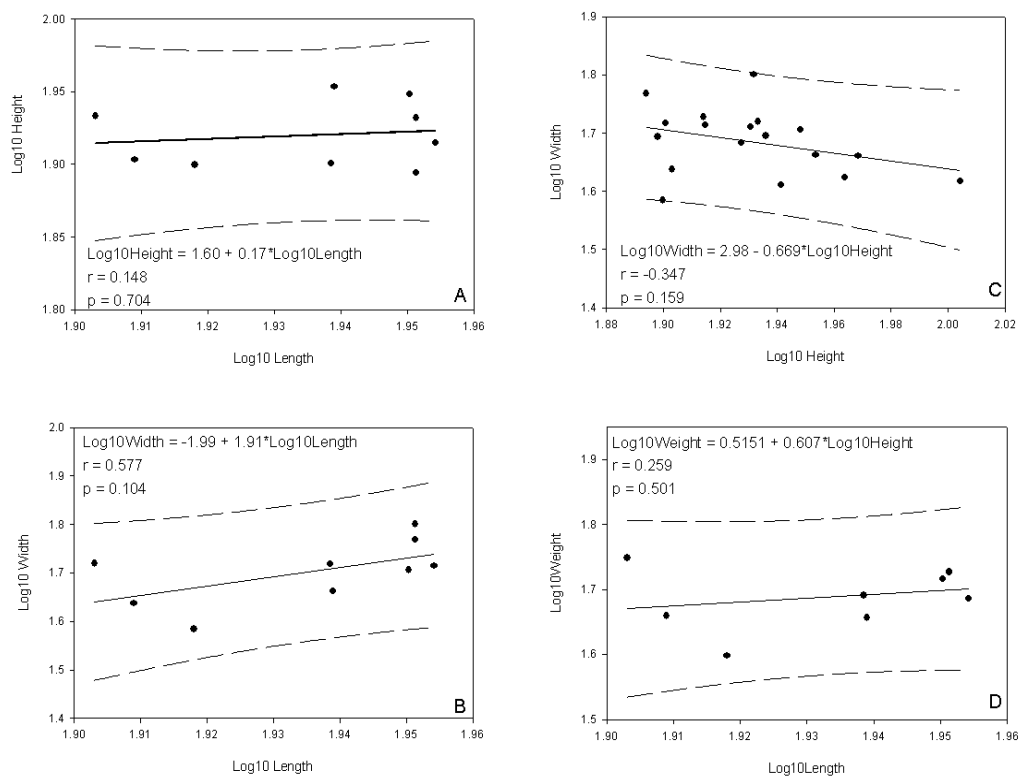 2.00
1.95
1.90
1.85
1.80
Log10 Height
Log10Height = 1.60 + 0.17*Log10Length
r = 0.148
p = 0.704
A
1.90 1.91 1.92 1.93 1.94 1.95 1.96
Log10 Length
1.9
1.8
1.7
1.6
1.5
1.4
Log10 Width
Log10Width = 2.98 - 0.669*Log10Height
r = -0.347
p = 0.159
C
1.88 1.90 1.92 1.94 1.96 1.98 2.00 2.02
Log10 Height
2.0
1.9
1.8
1.7
1.6
1.5
1.4
Log10 Width
Log10Width = -1.99 + 1.91*Log10Length
r = 0.577
p = 0.104
B
1.90 1.91 1.92 1.93 1.94 1.95 1.96
Log10 Length
1.9
1.8
1.7
1.6
1.5
Log10Weight
Log10Weight = 0.5151 + 0.607*Log10Height
r = 0.259
p = 0.501
D
1.90 1.91 1.92 1.93 1.94 1.95 1.96
Log10Length